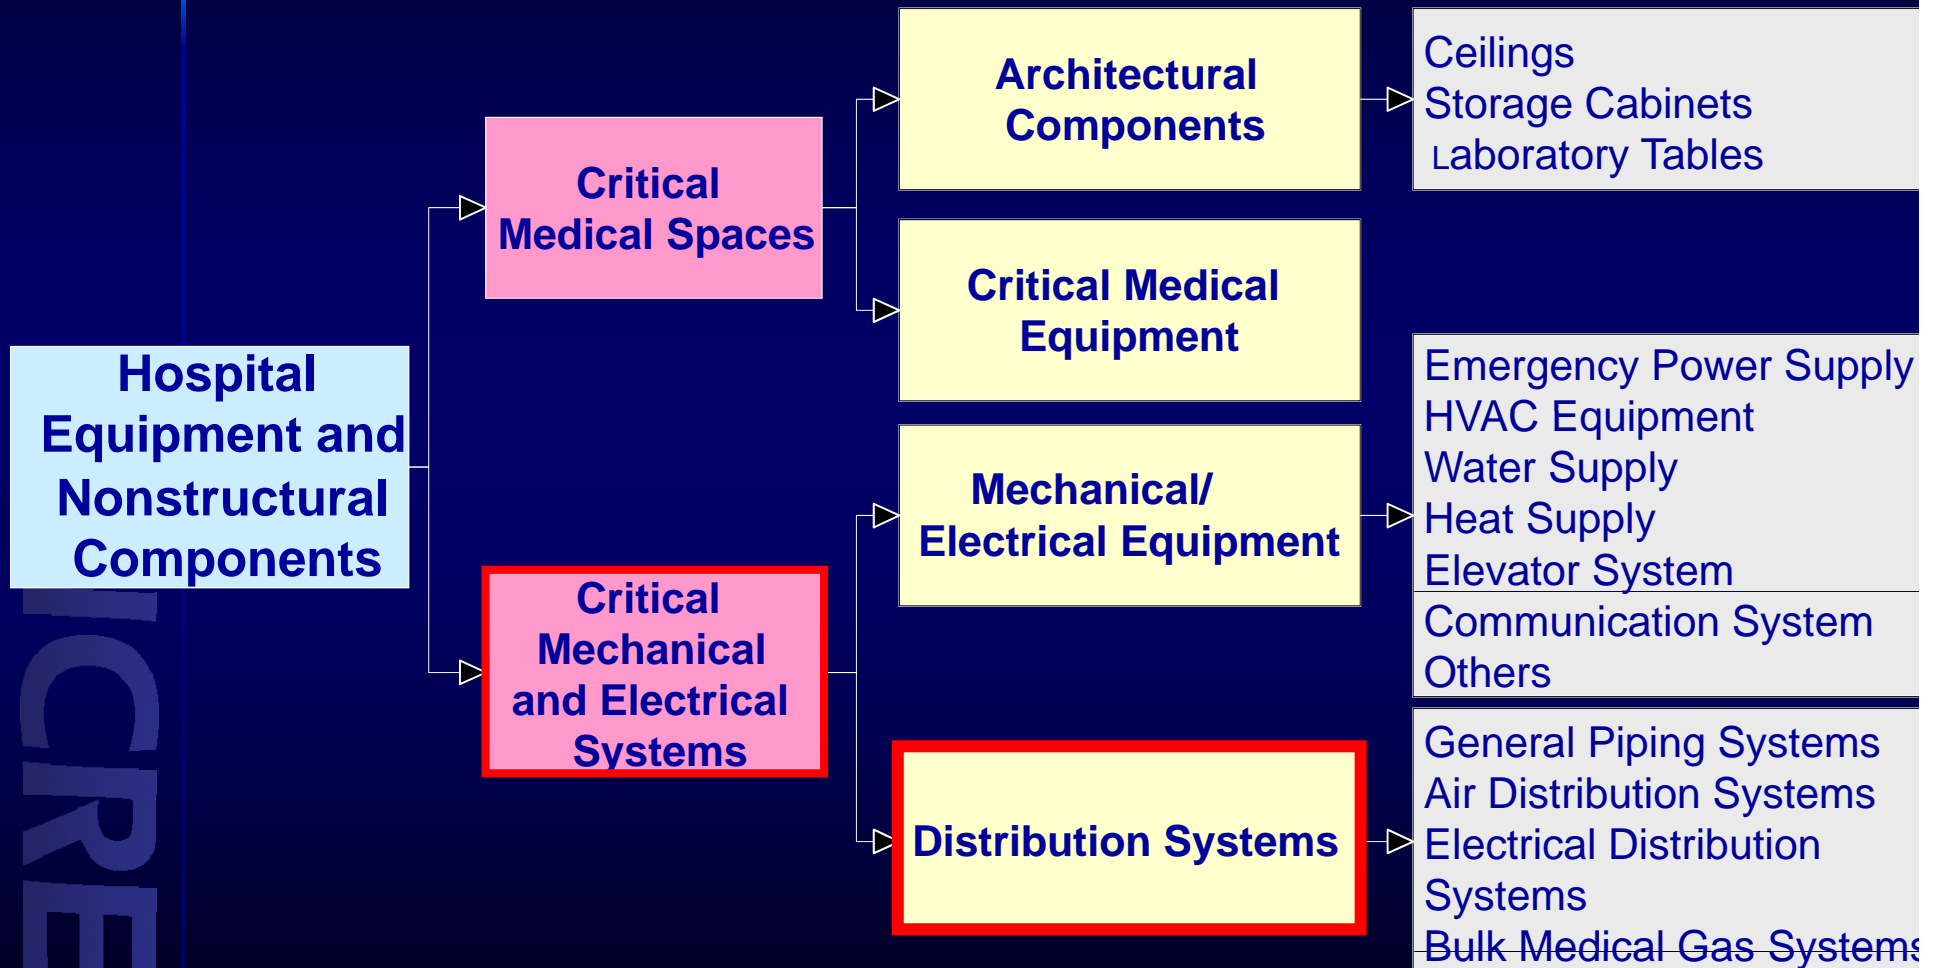 Hospital
Equipment and
Nonstructural
Components
Critical
Medical Spaces
Critical
Mechanical
and Electrical
Systems
Architectural
Components
Critical Medical
Equipment
Mechanical/
Electrical Equipment
Distribution Systems
Ceilings
Storage Cabinets
Laboratory Tables
Emergency Power Supply
HVAC Equipment
Water Supply
Heat Supply
Elevator System
Communication System
Others
General Piping Systems
Air Distribution Systems
Electrical Distribution
Systems
Bulk Medical Gas Systems